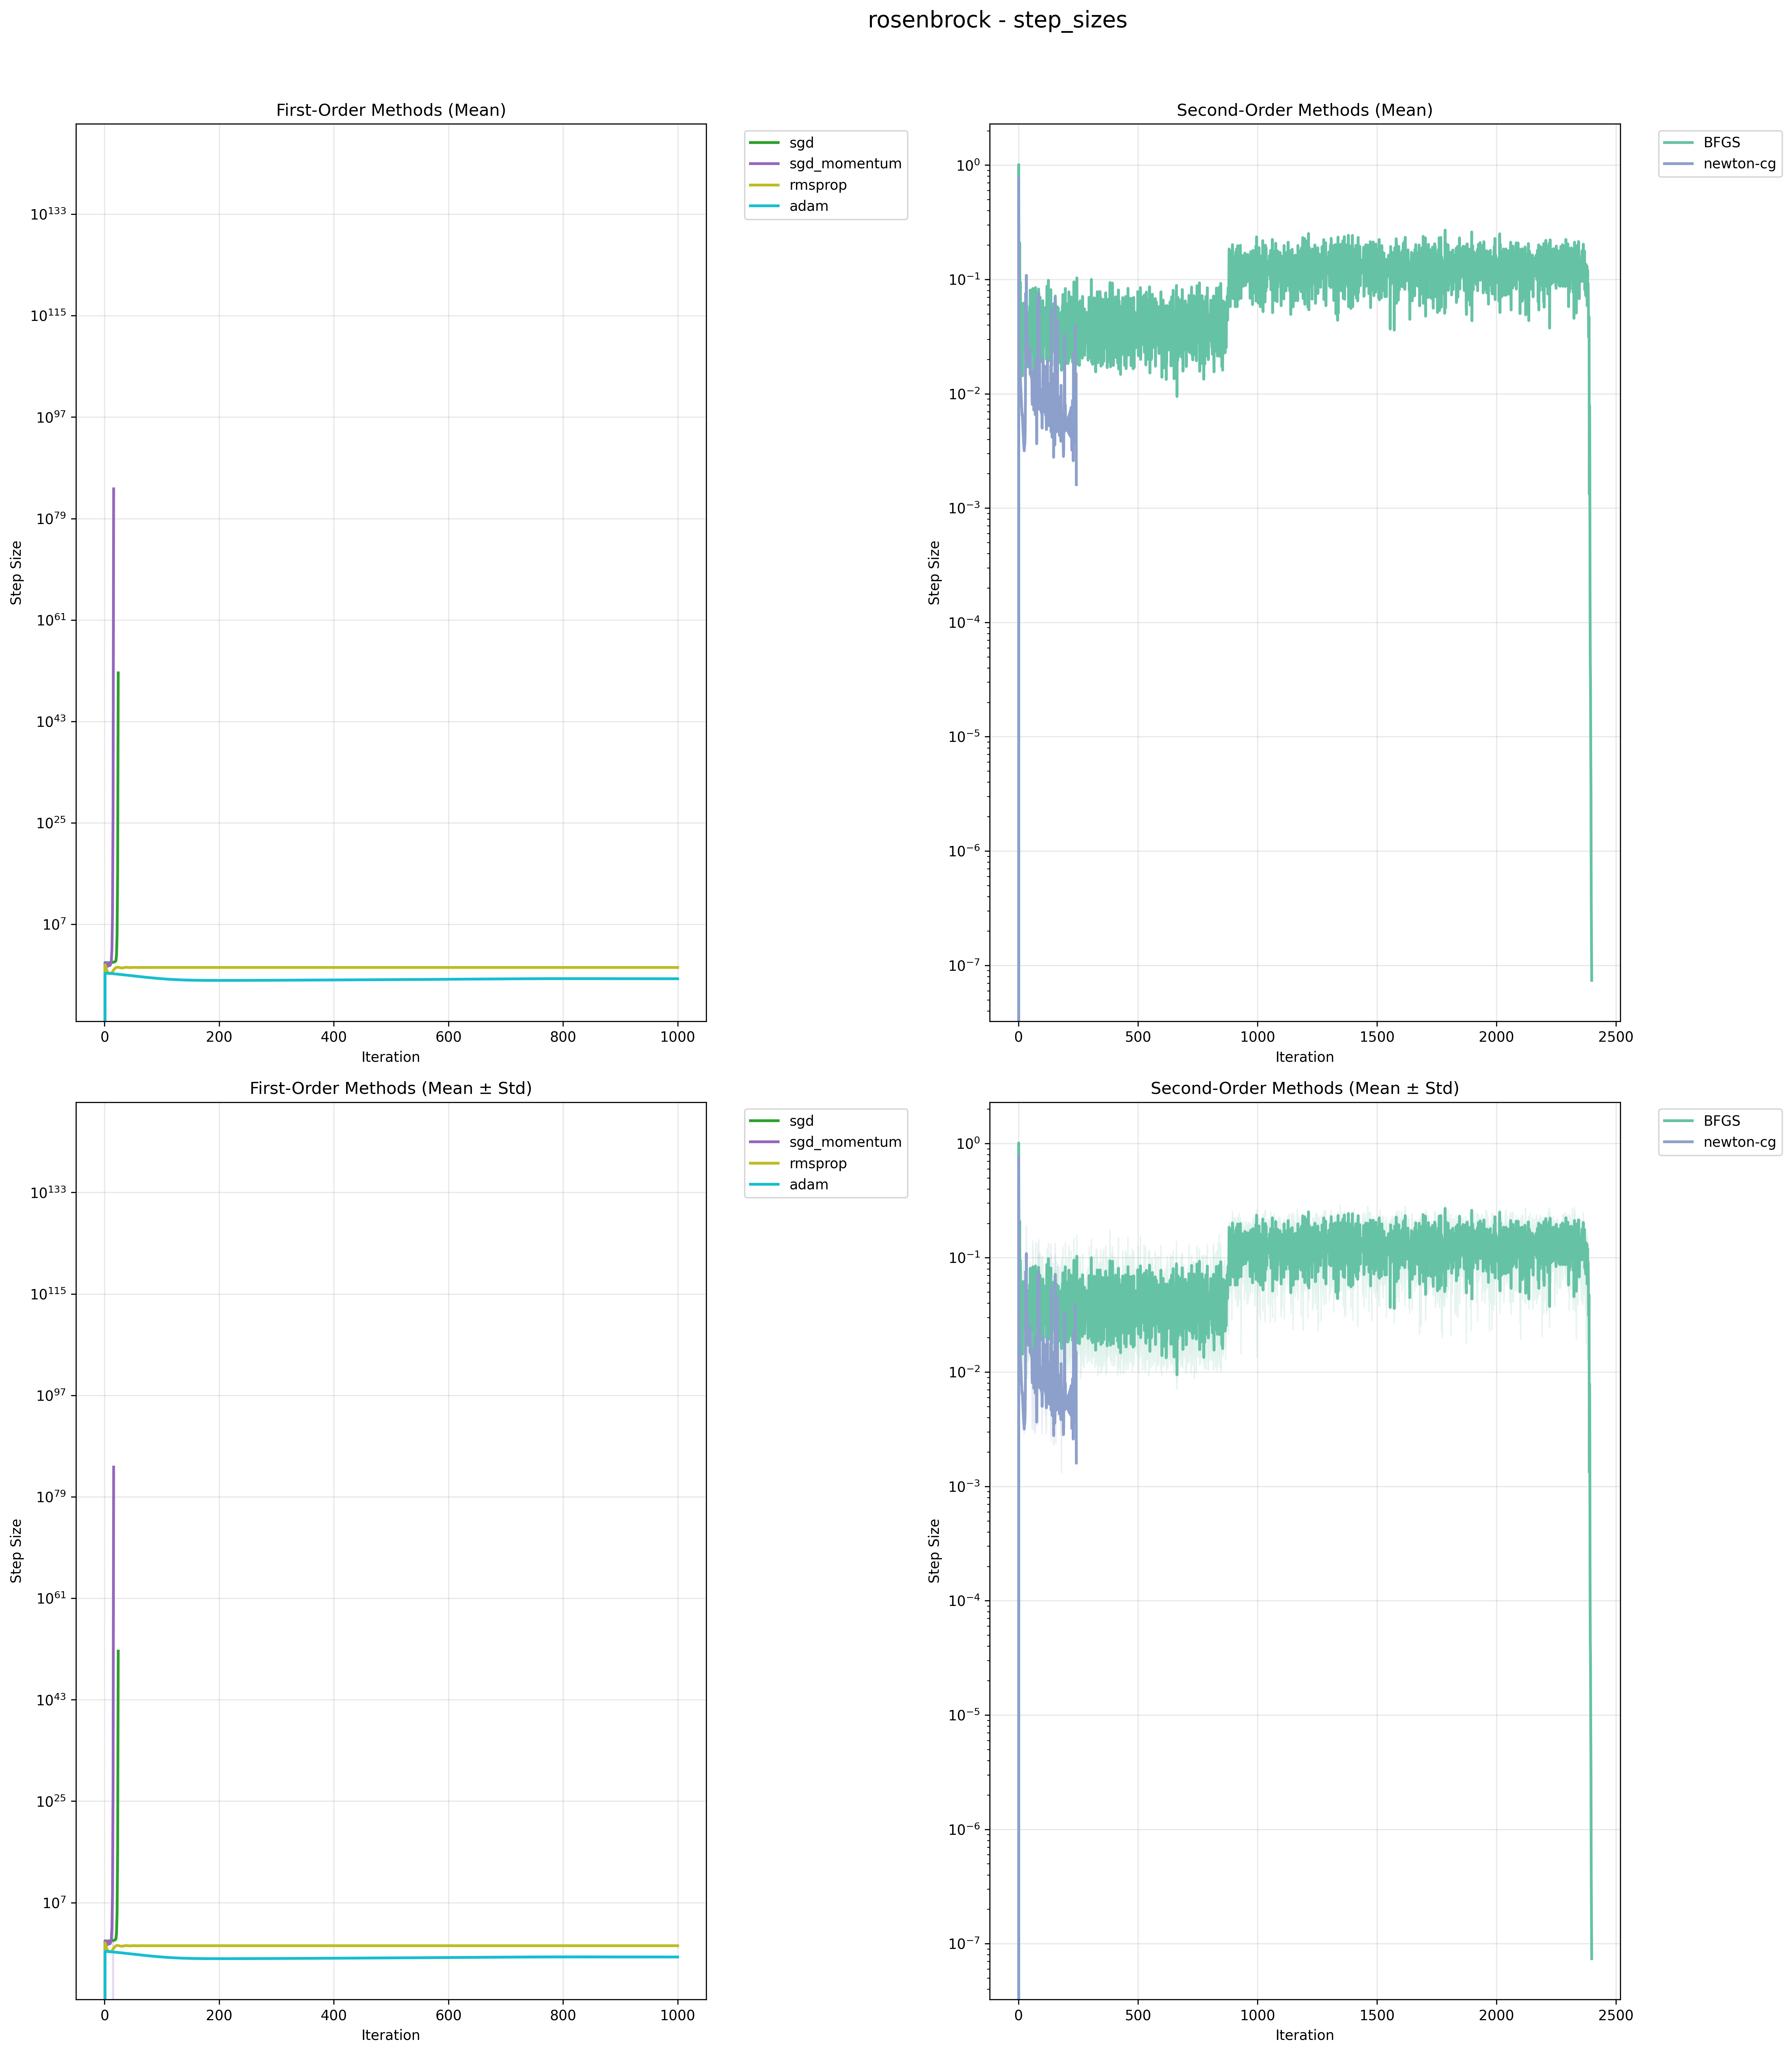 rosenbrock - step_sizes
First-Order Methods (Mean)
Step Size
10^133
10^115
10^97
10^79
10^61
10^43
10^25
10^7
0 200 400 600 800 1000
Iteration
sgd
sgd_momentum
rmsprop
adam
Second-Order Methods (Mean)
Step Size
10^0
10^−1
10^−2
10^−3
10^−4
10^−5
10^−6
10^−7
0 500 1000 1500 2000 2500
Iteration
BFGS
newton-cg
First-Order Methods (Mean ± Std)
Step Size
10^133
10^115
10^97
10^79
10^61
10^43
10^25
10^7
0 200 400 600 800 1000
Iteration
sgd
sgd_momentum
rmsprop
adam
Second-Order Methods (Mean ± Std)
Step Size
10^0
10^−1
10^−2
10^−3
10^−4
10^−5
10^−6
10^−7
0 500 1000 1500 2000 2500
Iteration
BFGS
newton-cg